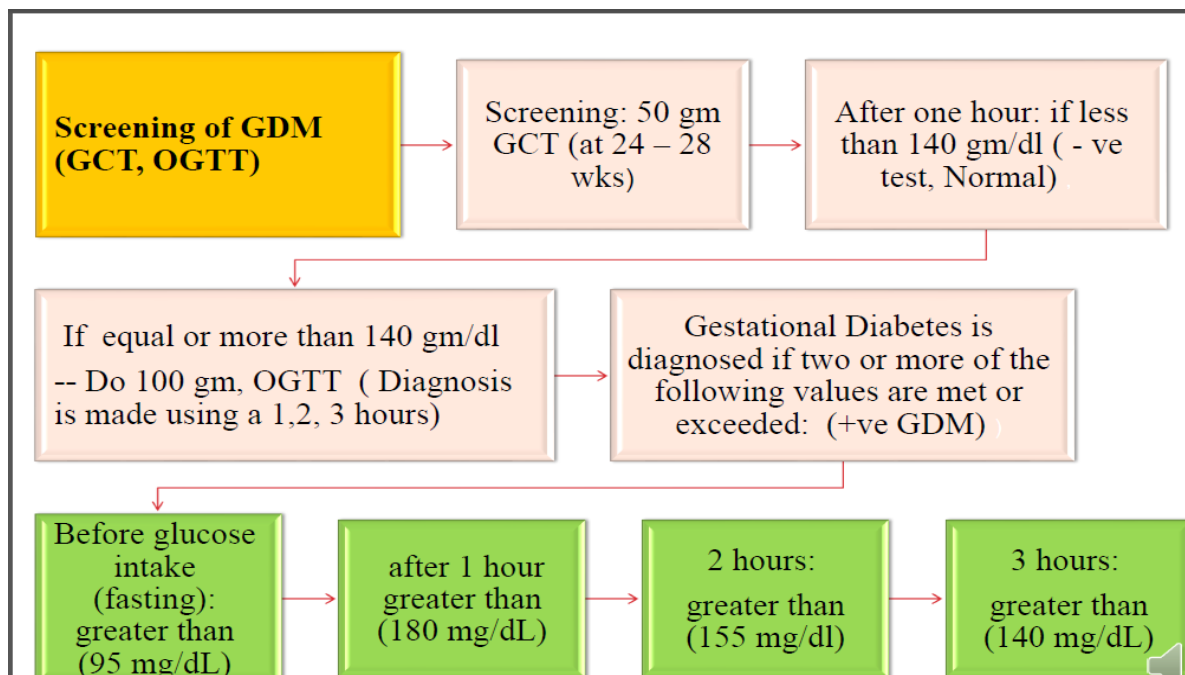 Screening of GDM
(GCT, OGTT)
Screening: 50 gm
GCT (at 24 – 28
wks)
After one hour: if less
than 140 gm/dl ( - ve
test, Normal) .
If equal or more than 140 gm/dl
-- Do 100 gm, OGTT ( Diagnosis
is made using a 1,2, 3 hours)
Gestational Diabetes is
diagnosed if two or more of the
following values are met or
exceeded: (+ve GDM) )
Before glucose
intake
(fasting):
greater than
(95 mg/dL)
after 1 hour
greater than
(180 mg/dL)
2 hours:
greater than
(155 mg/dl)
3 hours:
greater than
(140 mg/dL)